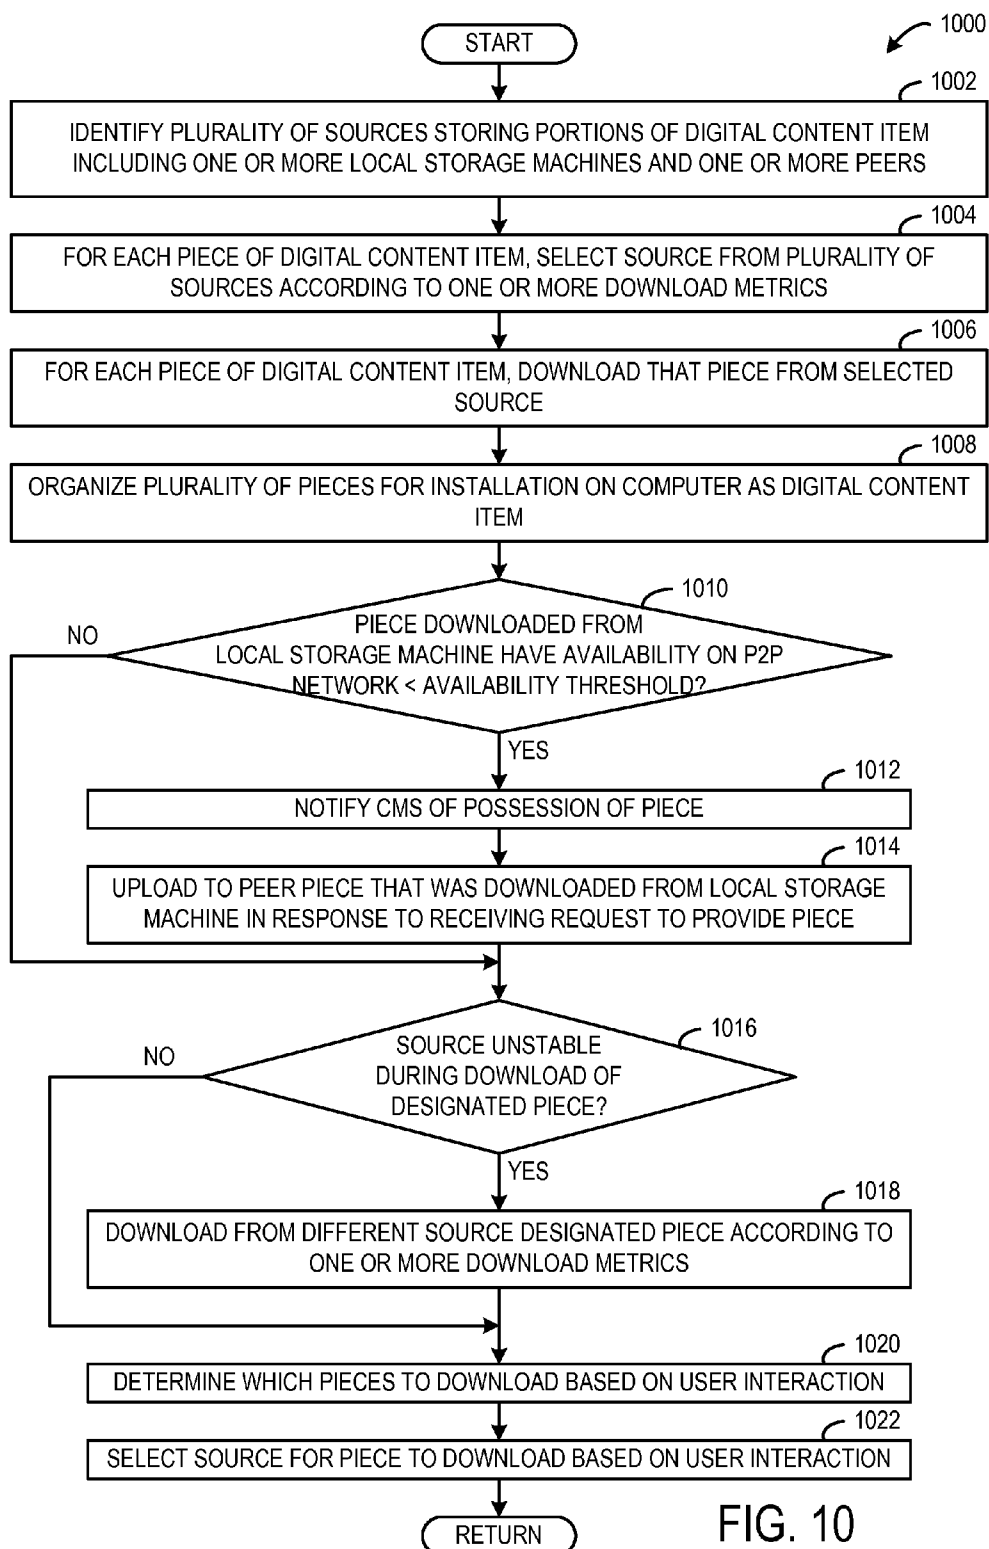 START
1000
1002
IDENTIFY PLURALITY OF SOURCES STORING PORTIONS OF DIGITAL CONTENT ITEM
INCLUDING ONE OR MORE LOCAL STORAGE MACHINES AND ONE OR MORE PEERS
1004
FOR EACH PIECE OF DIGITAL CONTENT ITEM, SELECT SOURCE FROM PLURALITY OF
SOURCES ACCORDING TO ONE OR MORE DOWNLOAD METRICS
1006
FOR EACH PIECE OF DIGITAL CONTENT ITEM, DOWNLOAD THAT PIECE FROM SELECTED
SOURCE
1008
ORGANIZE PLURALITY OF PIECES FOR INSTALLATION ON COMPUTER AS DIGITAL CONTENT
ITEM
1010
NO
PIECE DOWNLOADED FROM
LOCAL STORAGE MACHINE HAVE AVAILABILITY ON P2P
NETWORK < AVAILABILITY THRESHOLD?
YES
1012
NOTIFY CMS OF POSSESSION OF PIECE
1014
UPLOAD TO PEER PIECE THAT WAS DOWNLOADED FROM LOCAL STORAGE
MACHINE IN RESPONSE TO RECEIVING REQUEST TO PROVIDE PIECE
1016
NO
SOURCE UNSTABLE
DURING DOWNLOAD OF
DESIGNATED PIECE?
YES
1018
DOWNLOAD FROM DIFFERENT SOURCE DESIGNATED PIECE ACCORDING TO
ONE OR MORE DOWNLOAD METRICS
1020
DETERMINE WHICH PIECES TO DOWNLOAD BASED ON USER INTERACTION
1022
SELECT SOURCE FOR PIECE TO DOWNLOAD BASED ON USER INTERACTION
RETURN
FIG. 10